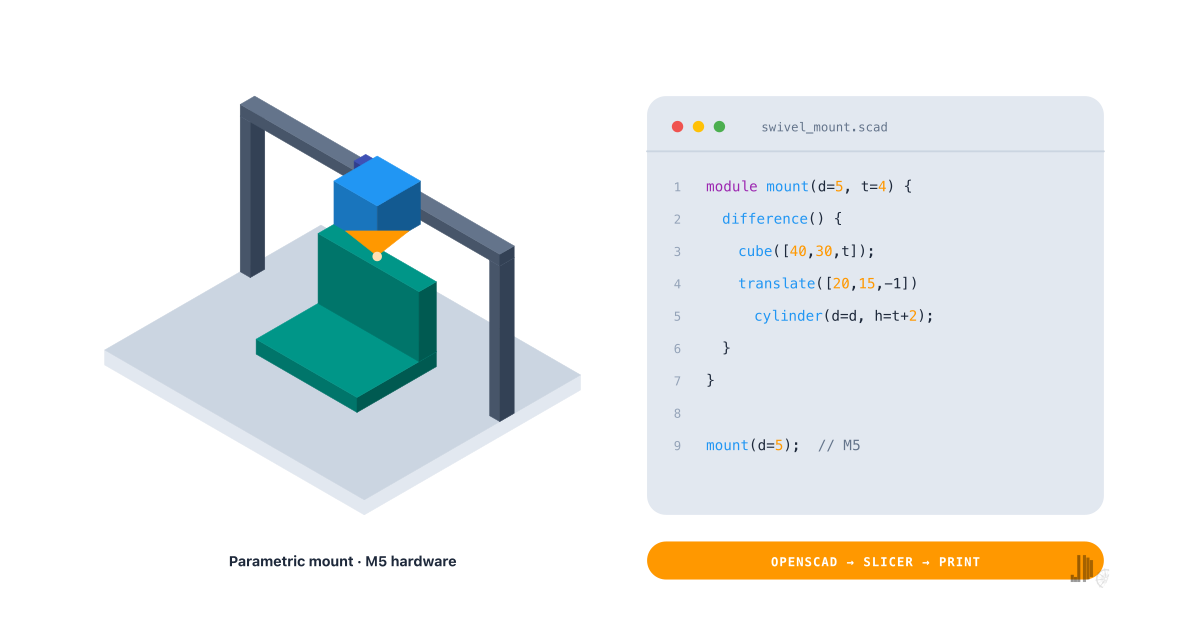 swivel_mount.scad
1 module mount(d=5, t=4) {
2 difference() {
3 cube([40,30,t]);
4 translate([20,15,−1])
5 cylinder(d=d, h=t+2);
6 }
7 }
8
9 mount(d=5); // M5
Parametric mount · M5 hardware
OPENSCAD → SLICER → PRINT